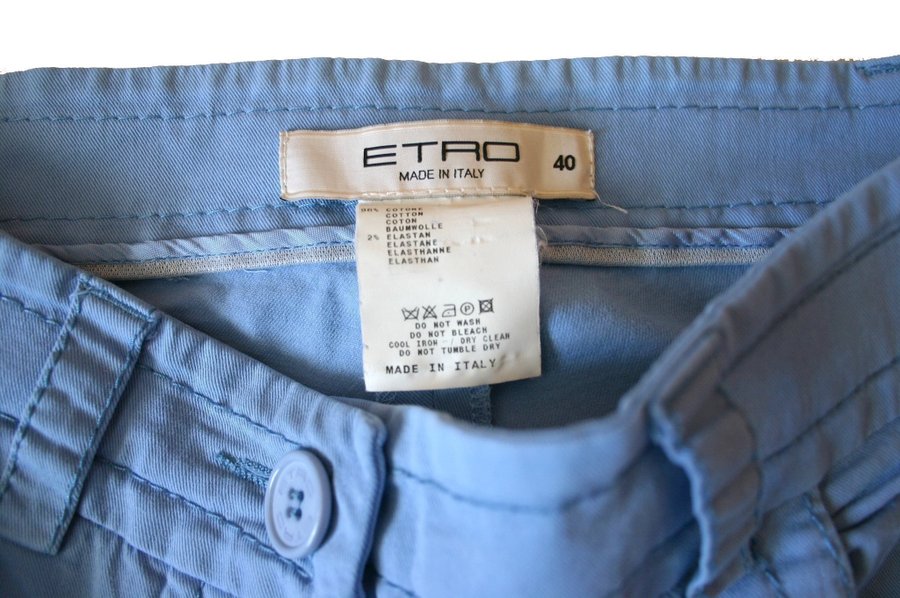 ETRO
MADE IN ITALY
40
98% COTONE
COTTON
COTON
BAUMWOLLE
2% ELASTAN
ELASTANE
ELASTHANNE
ELASTHAN
P
DO NOT WASH
DO NOT BLEACH
COOL IRON / DRY CLEAN
DO NOT TUMBLE DRY
MADE IN ITALY